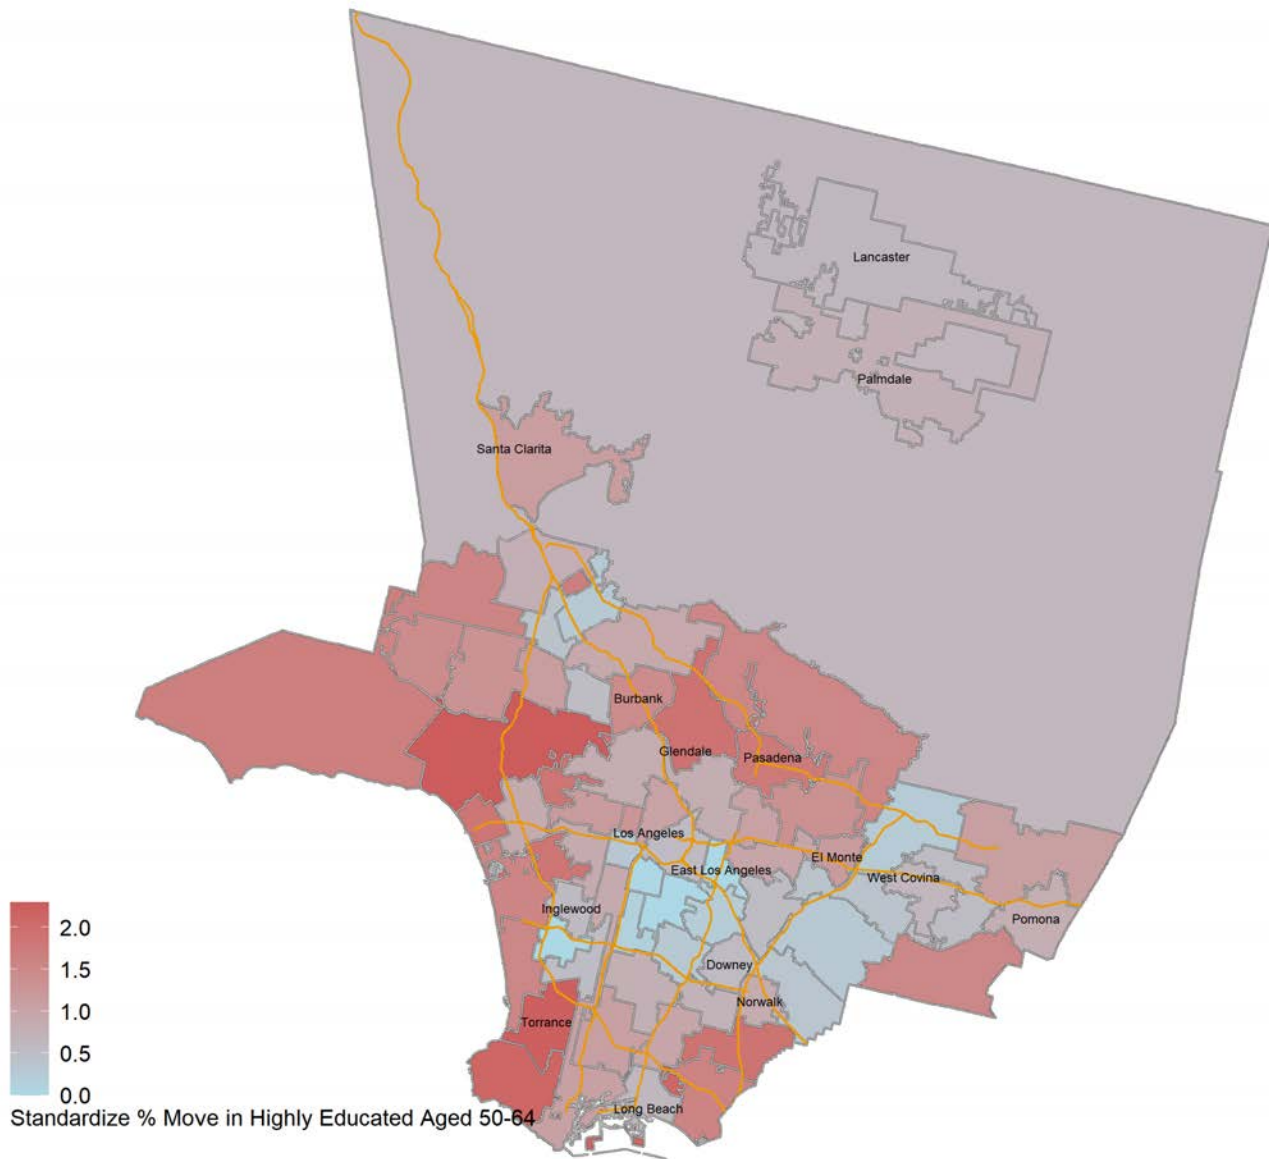 Lancaster
Palmdale
Santa Clarita
Burbank
Glendale
Pasadena
Los Angeles
El Monte
East Los Angeles
West Covina
Inglewood
Pomona
Downey
Norwalk
Torrance
Long Beach
2.0
1.5
1.0
0.5
0.0
Standardize % Move in Highly Educated Aged 50-64